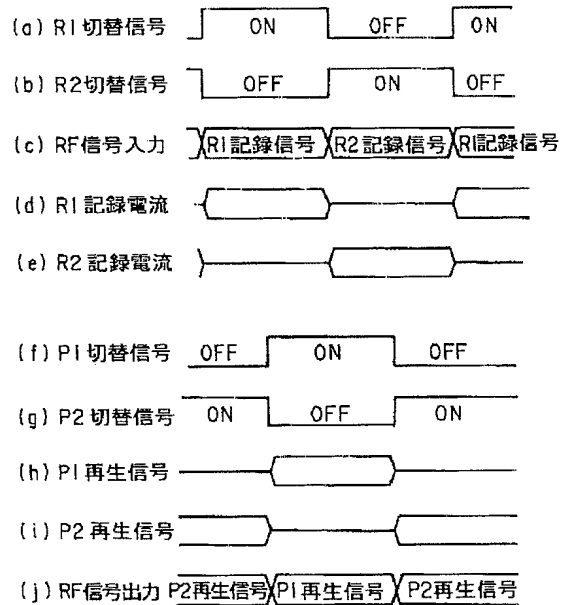 (a) R1切替信号 ON OFF ON
(b) R2切替信号 OFF ON OFF
(c) RF信号入力 R1記録信号 R2記録信号 R1記録信号
(d) R1記録電流
(e) R2記録電流
(f) P1切替信号 OFF ON OFF
(g) P2切替信号 ON OFF ON
(h) P1再生信号
(i) P2再生信号
(j) RF信号出力 P2再生信号 P1再生信号 P2再生信号